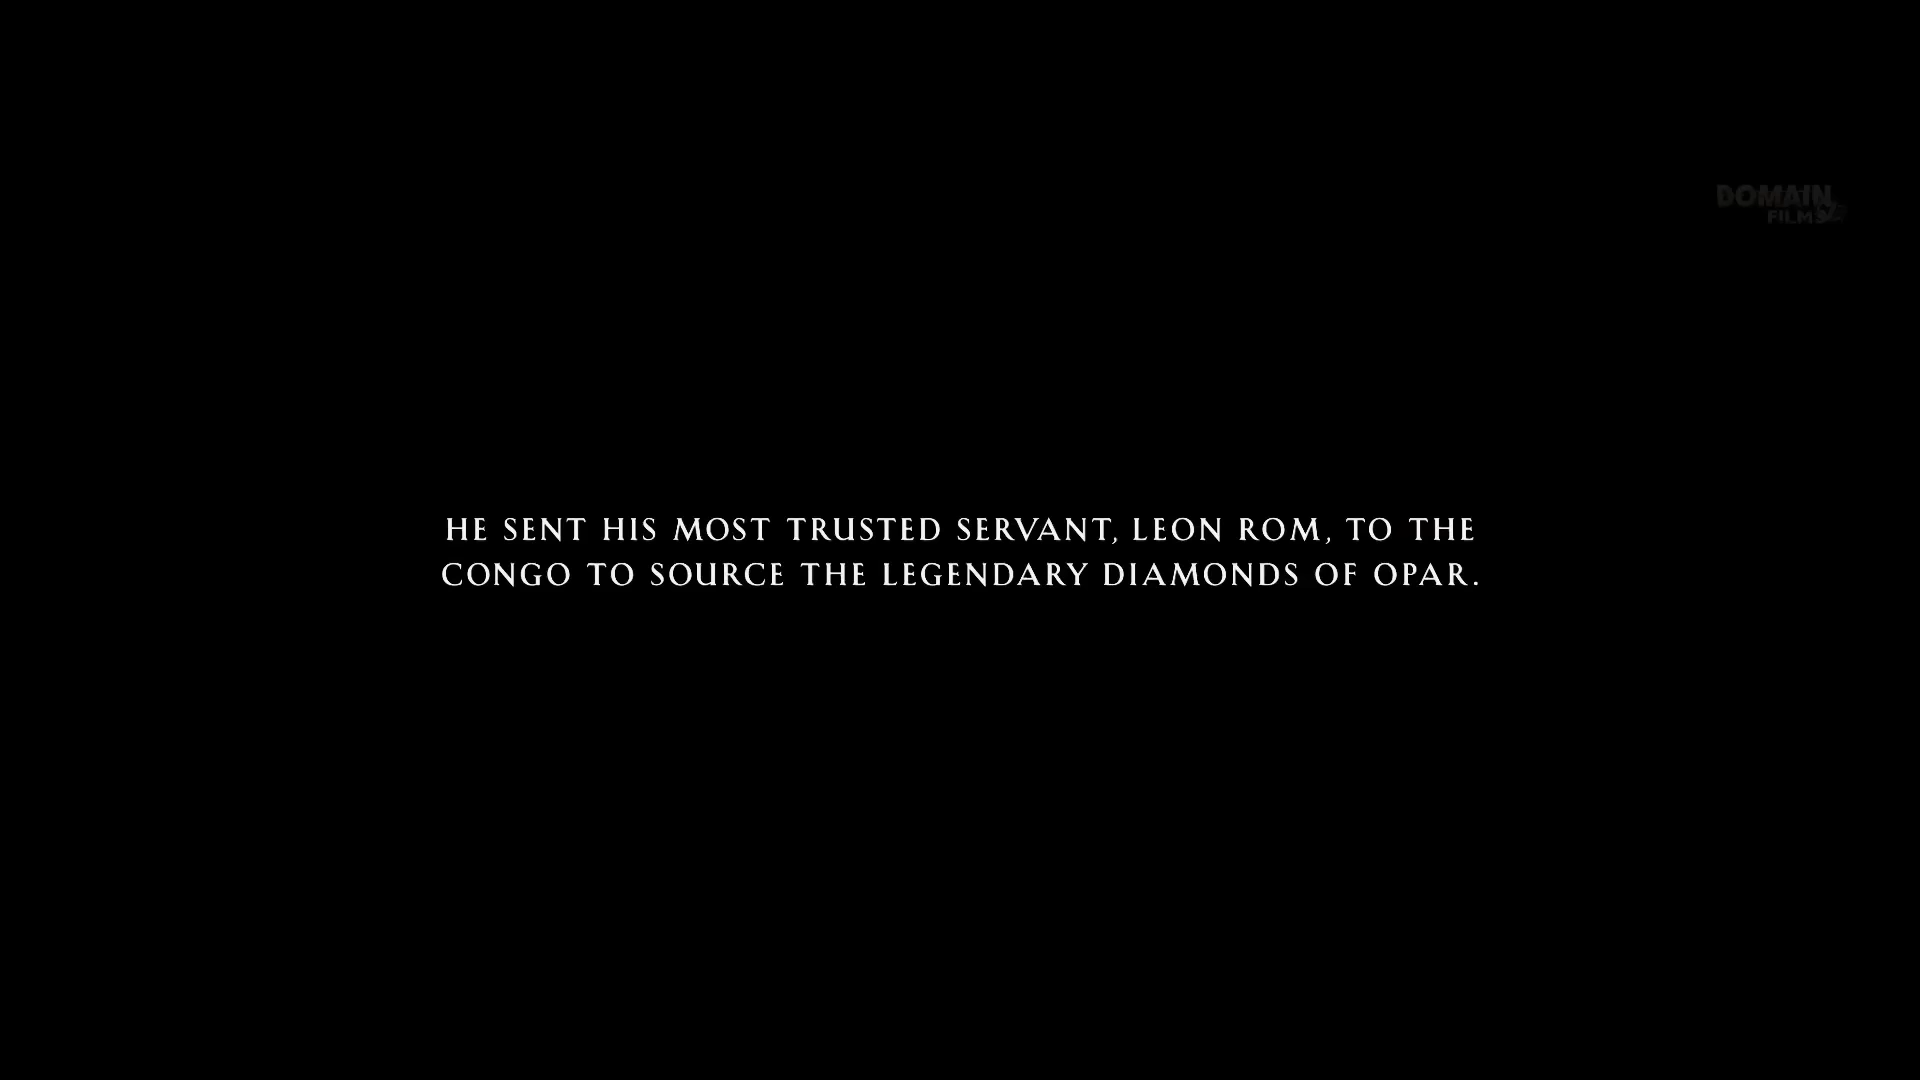 DOMAIN
FILMS
HE SENT HIS MOST TRUSTED SERVANT, LEON ROM, TO THE
CONGO TO SOURCE THE LEGENDARY DIAMONDS OF OPAR.